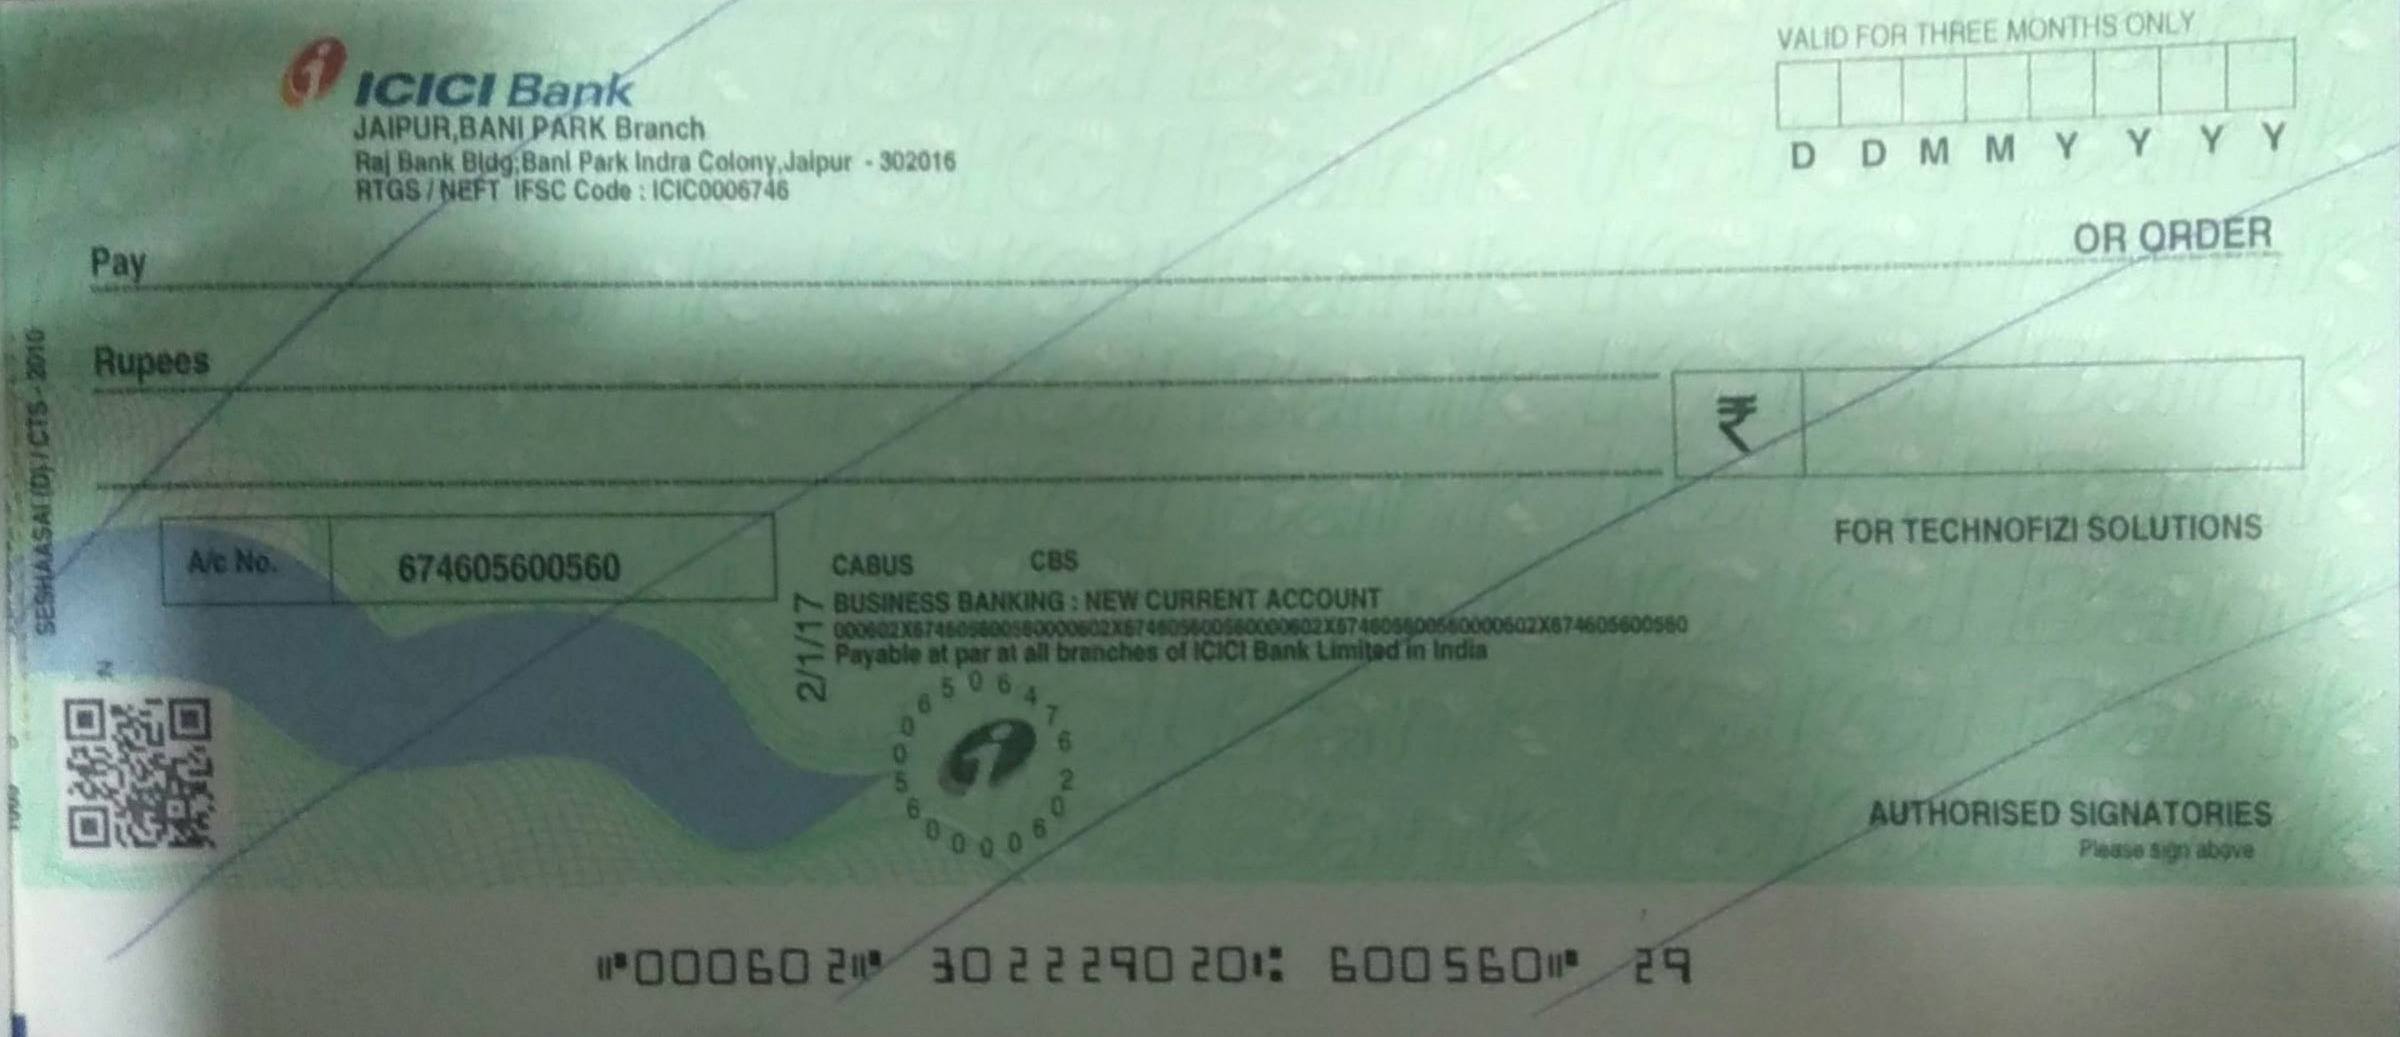 VALID FOR THREE MONTHS ONLY
D D M M Y Y Y Y
ICICI Bank
JAIPUR,BANI PARK Branch
Raj Bank Bldg,Bani Park Indra Colony,Jaipur - 302016
RTGS / NEFT IFSC Code : ICIC0006746
Pay
OR ORDER
Rupees
₹
SESHAASAI (D) / CTS - 2010
A/c No. 674605600560
FOR TECHNOFIZI SOLUTIONS
CABUS CBS
2/1/17
BUSINESS BANKING : NEW CURRENT ACCOUNT
000602X674605600560000602X674605600560000602X674605600560000602X674605600560
Payable at par at all branches of ICICI Bank Limited in India
AUTHORISED SIGNATORIES
Please sign above
⑈000602⑈ 302229020⑆ 600560⑈ 29